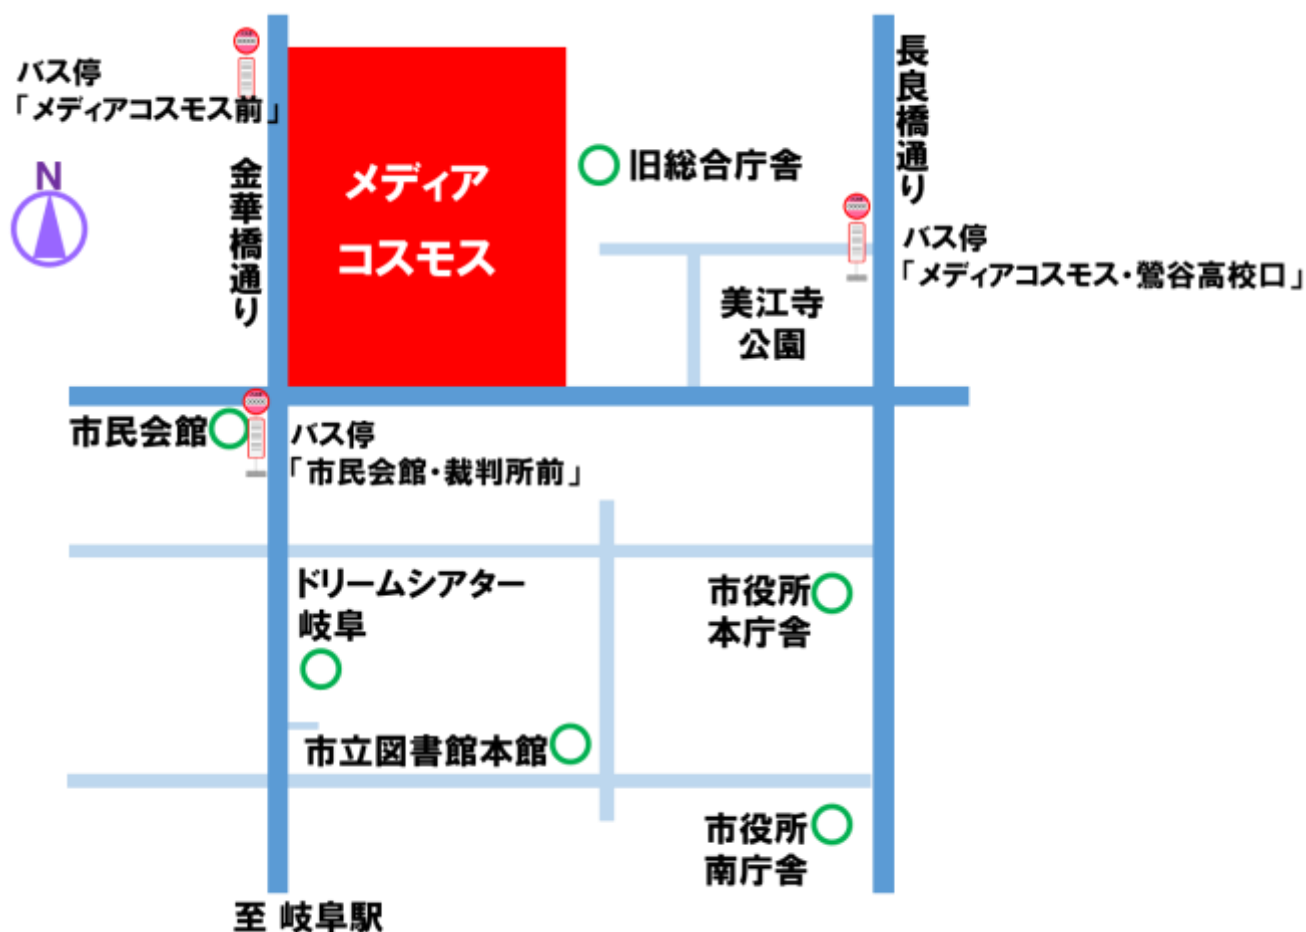 バス停
「メディアコスモス前」
N
金華橋通り
メディア
コスモス
旧総合庁舎
長良橋通り
バス停
「メディアコスモス・鶯谷高校口」
美江寺
公園
市民会館
バス停
「市民会館・裁判所前」
ドリームシアター
岐阜
市役所
本庁舎
市立図書館本館
市役所
南庁舎
至 岐阜駅